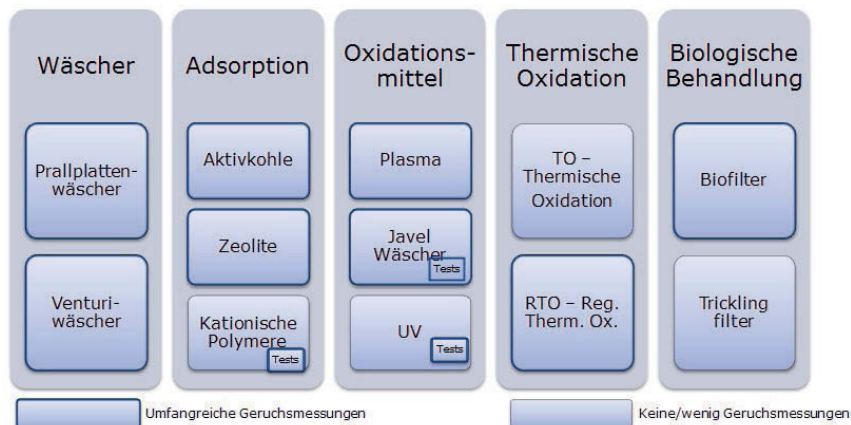 Wäscher
Prallplatten-
wäscher
Venturi-
wäscher
Adsorption
Aktivkohle
Zeolite
Kationische
Polymere
Tests
Oxidations-
mittel
Plasma
Javel
Wäscher
Tests
UV
Tests
Thermische
Oxidation
TO –
Thermische
Oxidation
RTO – Reg.
Therm. Ox.
Biologische
Behandlung
Biofilter
Trickling
filter
Umfangreiche Geruchsmessungen
Keine/wenig Geruchsmessungen